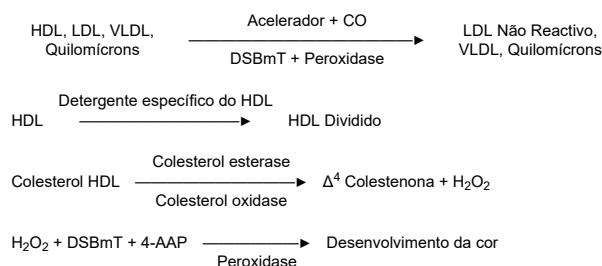 HDL, LDL, VLDL, Quilomícrons
Acelerador + CO
DSBmT + Peroxidase
LDL Não Reactivo, VLDL, Quilomícrons
Detergente específico do HDL
HDL HDL Dividido
Colesterol esterase
Colesterol HDL Δ⁴ Colestenona + H₂O₂
Colesterol oxidase
H₂O₂ + DSBmT + 4-AAP Desenvolvimento da cor
Peroxidase